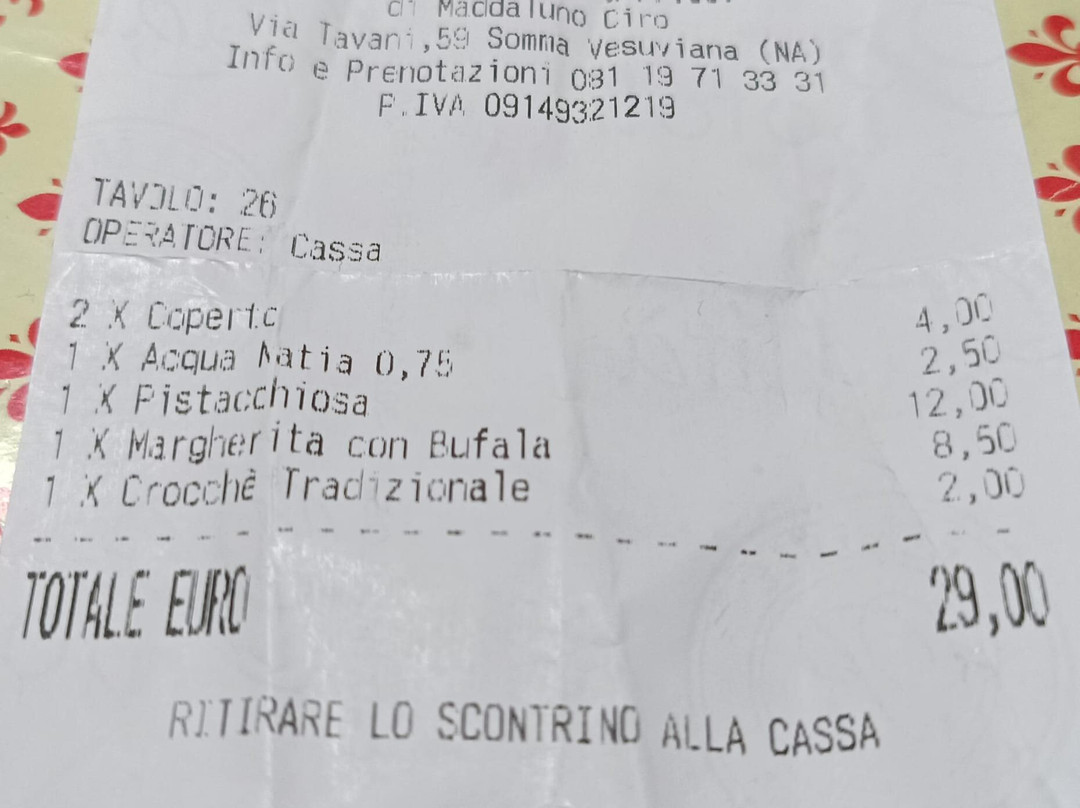 di Maddaluno Ciro
Via Tavani,59 Somma Vesuviana (NA)
Info e Prenotazioni 081 19 71 33 31
P.IVA 09149321219
TAVOLO: 26
OPERATORE: Cassa
2 X Coperto 4,00
1 X Acqua Natia 0,75 2,50
1 X Pistacchiosa 12,00
1 X Margherita con Bufala 8,50
1 X Crocchè Tradizionale 2,00
TOTALE EURO 29,00
RITIRARE LO SCONTRINO ALLA CASSA